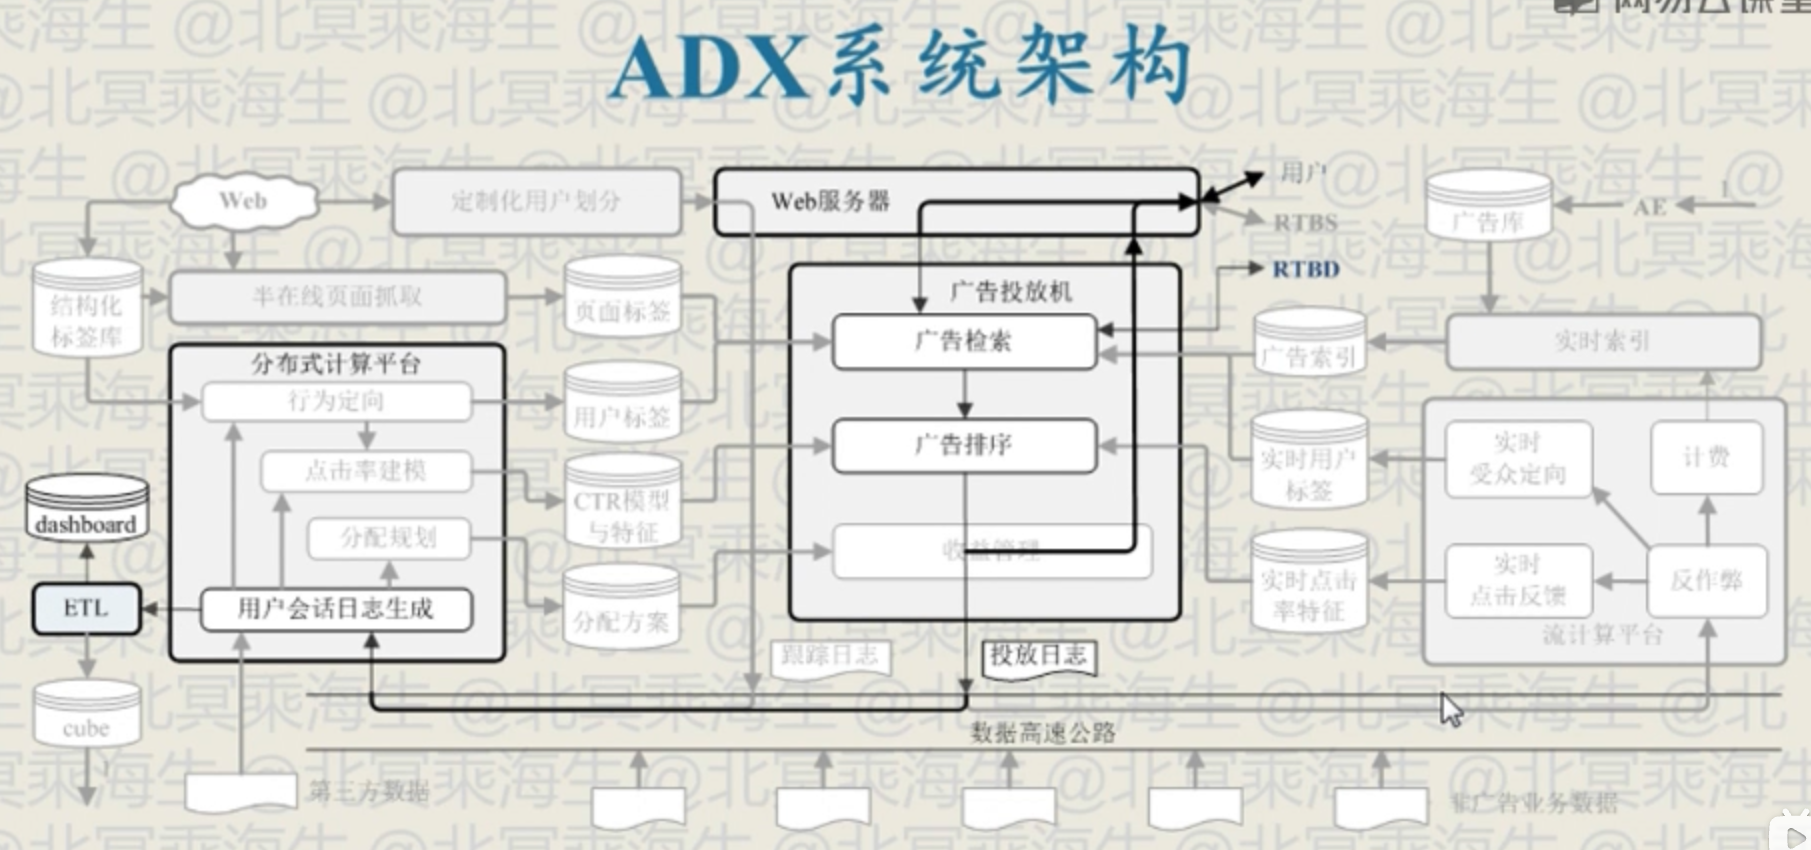 网易云课堂
ADX系统架构
Web
定制化用户划分
Web服务器
用户
RTBS
RTBD
广告库
AE
I
结构化
标签库
半在线页面抓取
页面标签
广告投放机
广告检索
广告索引
实时索引
分布式计算平台
行为定向
用户标签
点击率建模
广告排序
实时用户
标签
实时
受众定向
计费
dashboard
CTR模型
与特征
分配规划
收益管理
ETL
用户会话日志生成
分配方案
实时点击
率特征
实时
点击反馈
反作弊
流计算平台
跟踪日志
投放日志
cube
数据高速公路
I
第三方数据
非广告业务数据
@北冥乘海生